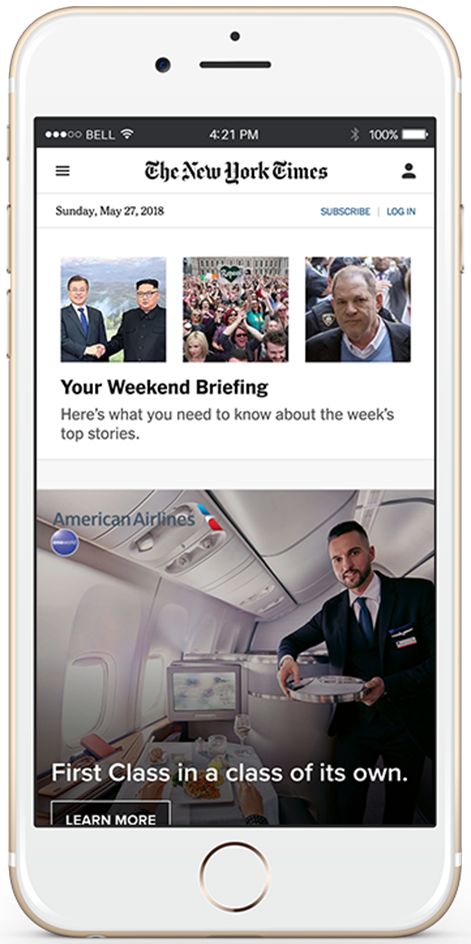 BELL 4:21 PM 100%
The New York Times
Sunday, May 27, 2018 SUBSCRIBE | LOG IN
Repeal
Your Weekend Briefing
Here's what you need to know about the week's
top stories.
American Airlines
oneworld
First Class in a class of its own.
LEARN MORE